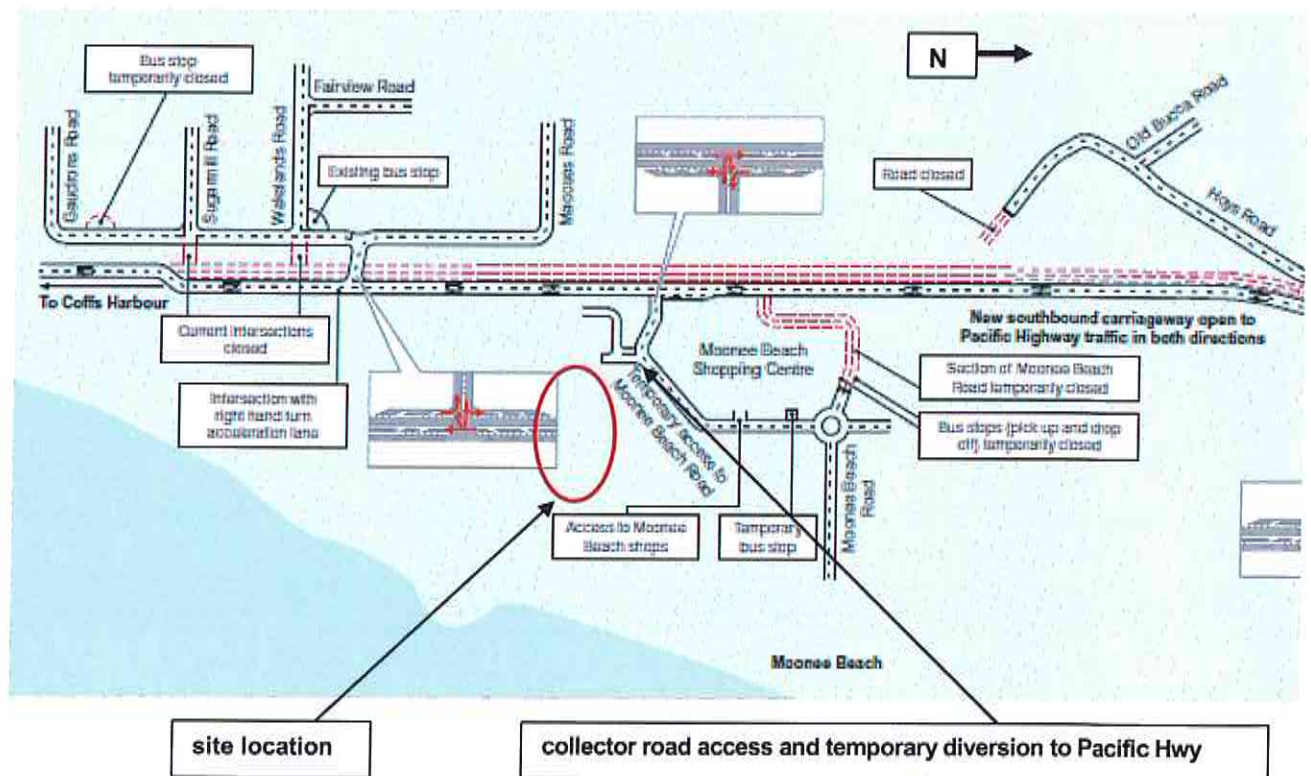 Bus stop
temporarily closed
N
Fairview Road
Gaudrons Road
Sugarmill Road
Wakelands Road
Existing bus stop
Maccues Road
Road closed
Old Bucca Road
Hoys Road
To Coffs Harbour
Current intersections
closed
Intersection with
right hand turn
acceleration lane
Moonee Beach
Shopping Centre
Temporary access to
Moonee Beach Road
New southbound carriageway open to
Pacific Highway traffic in both directions
Section of Moonee Beach
Road temporarily closed
Bus stops (pick up and drop
off) temporarily closed
Access to Moonee
Beach shops
Temporary
bus stop
Moonee Beach
Road
Moonee Beach
site location
collector road access and temporary diversion to Pacific Hwy